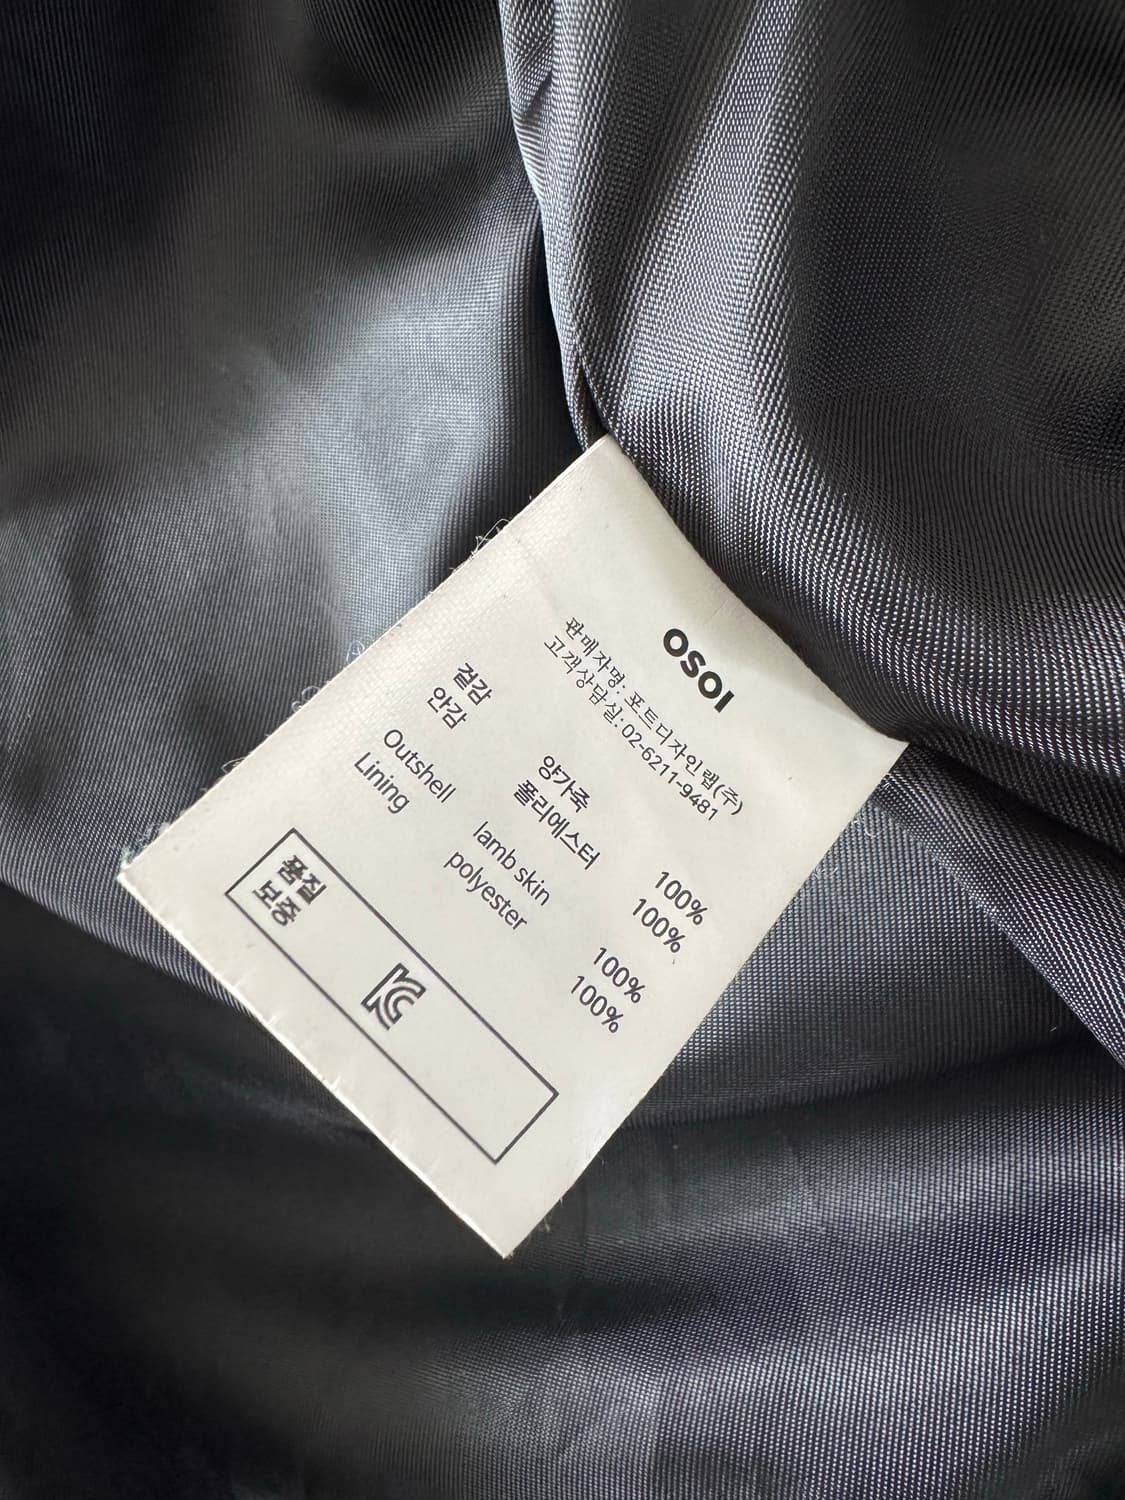 OSOI
판매자명: 포트디자인랩(주)
고객상담실: 02-6211-9481
겉감 양가죽 100%
안감 폴리에스터 100%
Outshell lamb skin 100%
Lining polyester 100%
품질
보증
KC